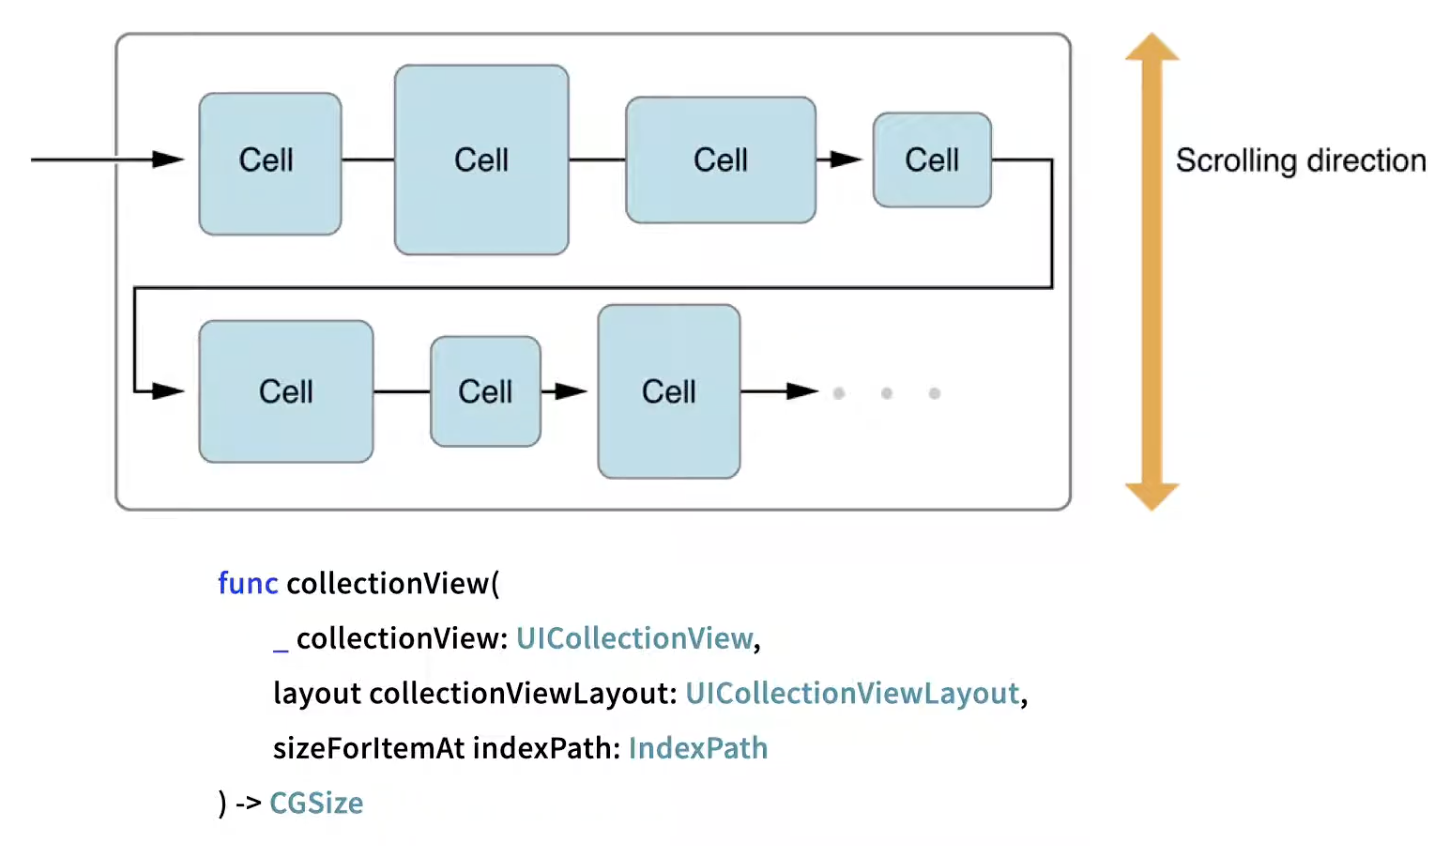 Cell Cell Cell Cell
Scrolling direction
Cell Cell Cell
func collectionView(
_ collectionView: UICollectionView,
layout collectionViewLayout: UICollectionViewLayout,
sizeForItemAt indexPath: IndexPath
) -> CGSize